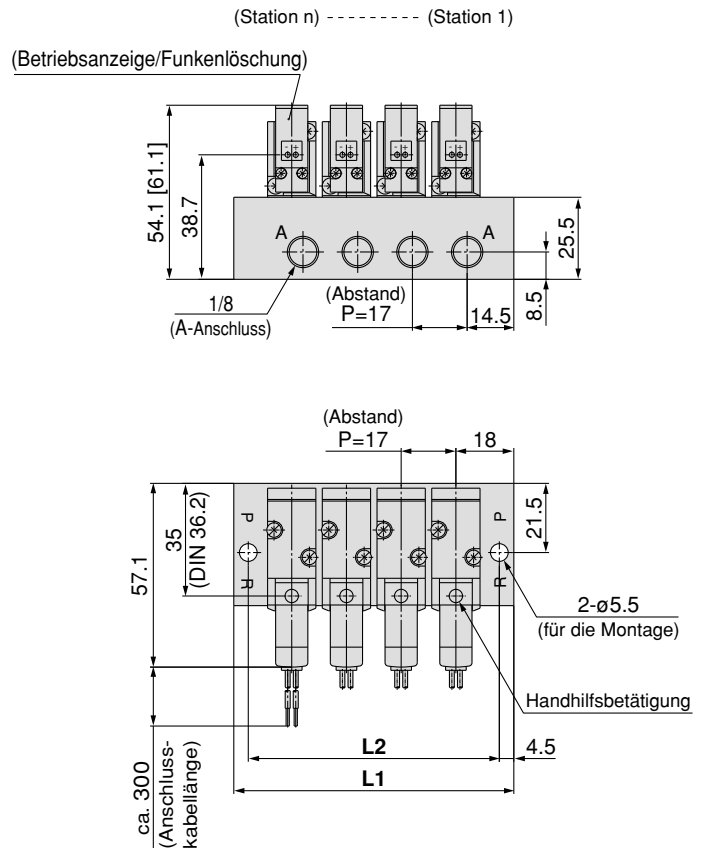 (Station n) (Station 1)
(Betriebsanzeige/Funkenlöschung)
54.1 [61.1]
38.7
A
A
25.5
8.5
1/8
(A-Anschluss)
(Abstand)
P=17
14.5
(Abstand)
P=17
18
57.1
35
(DIN 36.2)
P
R
P
R
21.5
2-ø5.5
(für die Montage)
Handhilfsbetätigung
ca. 300
(Anschluss-
kabellänge)
L2
4.5
L1